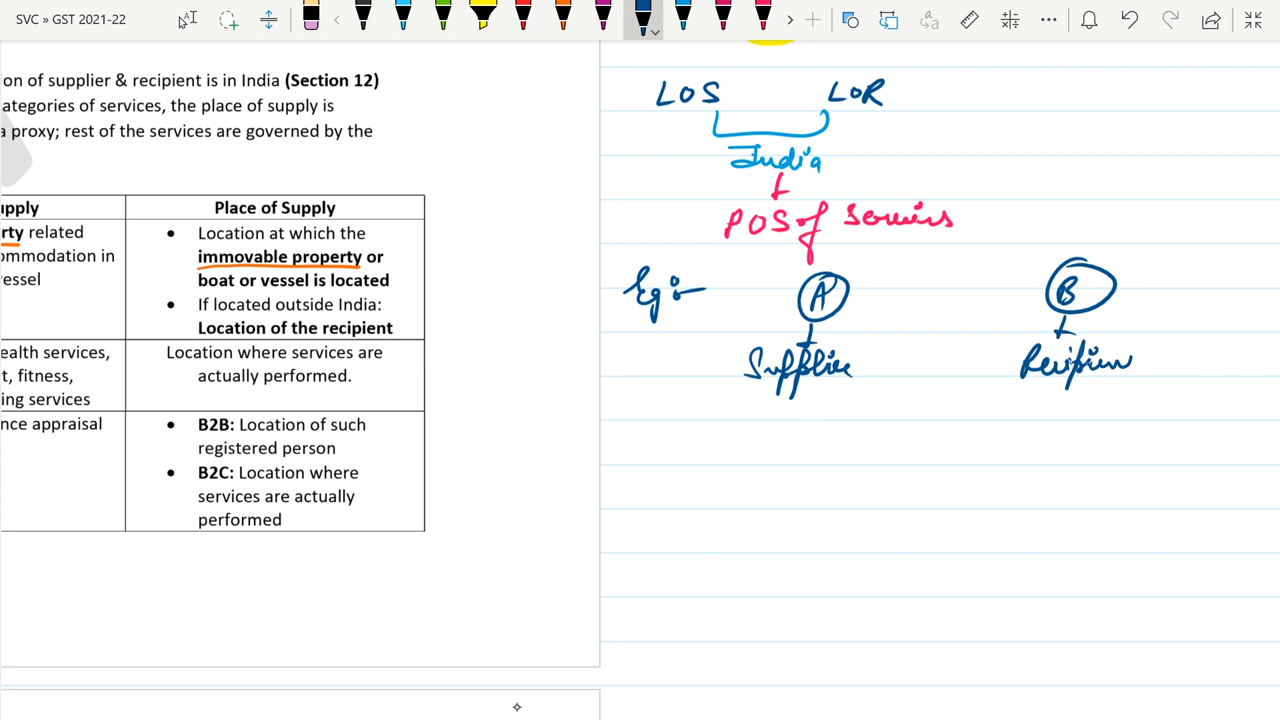 SVC » GST 2021-22
on of supplier & recipient is in India (Section 12)
ategories of services, the place of supply is
a proxy; rest of the services are governed by the
upply
Place of Supply
rty related
ommodation in
essel
• Location at which the
immovable property or
boat or vessel is located
• If located outside India:
Location of the recipient
ealth services,
t, fitness,
ing services
Location where services are
actually performed.
nce appraisal
• B2B: Location of such
registered person
• B2C: Location where
services are actually
performed
LOS LOR
India
POS of Services
Eg:-
A B
Supplier Recipient